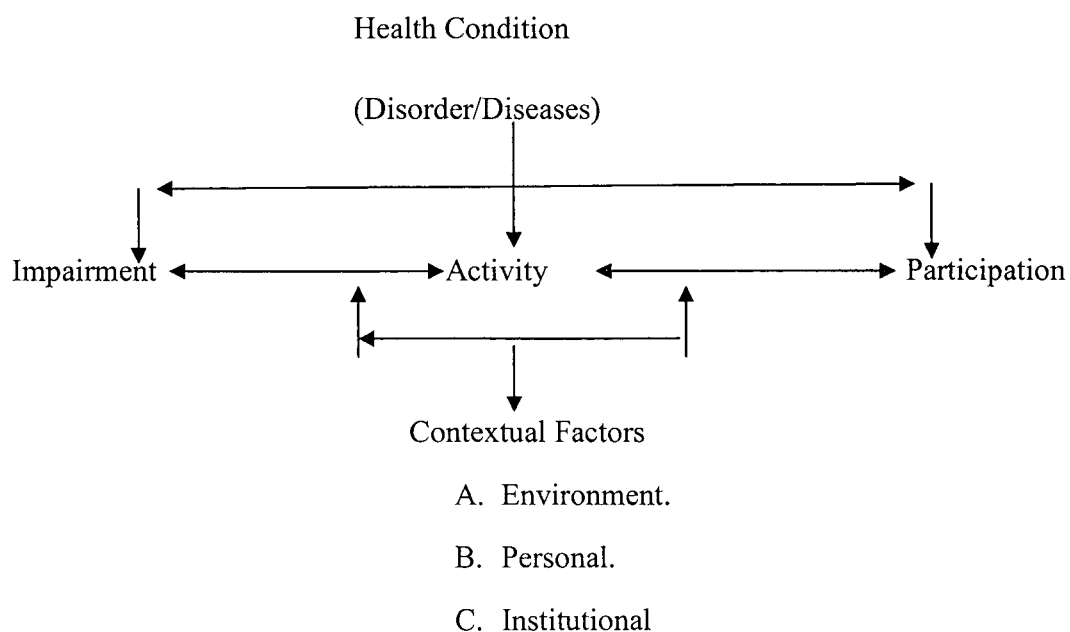 Health Condition
(Disorder/Diseases)
Impairment Activity Participation
Contextual Factors
A. Environment.
B. Personal.
C. Institutional